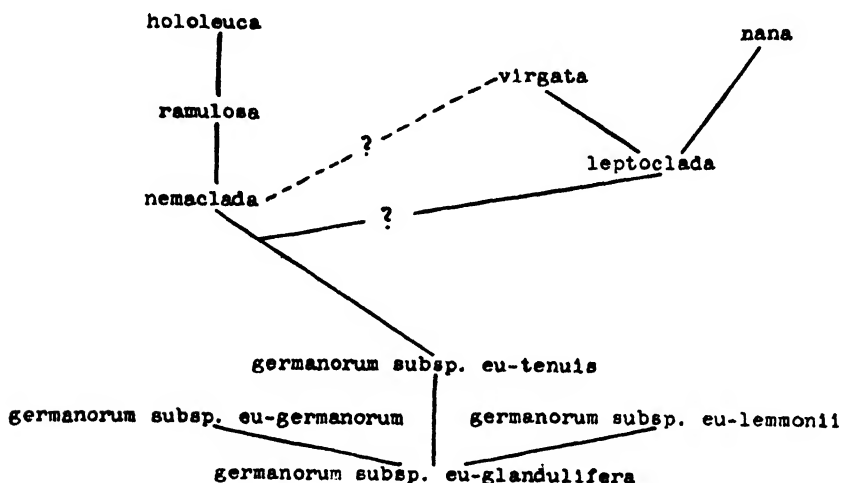 hololeuca
nana
virgata
ramulosa
?
leptoclada
nemaclada
?
germanorum subsp. eu-tenuis
germanorum subsp. eu-germanorum
germanorum subsp. eu-lemmonii
germanorum subsp. eu-glandulifera